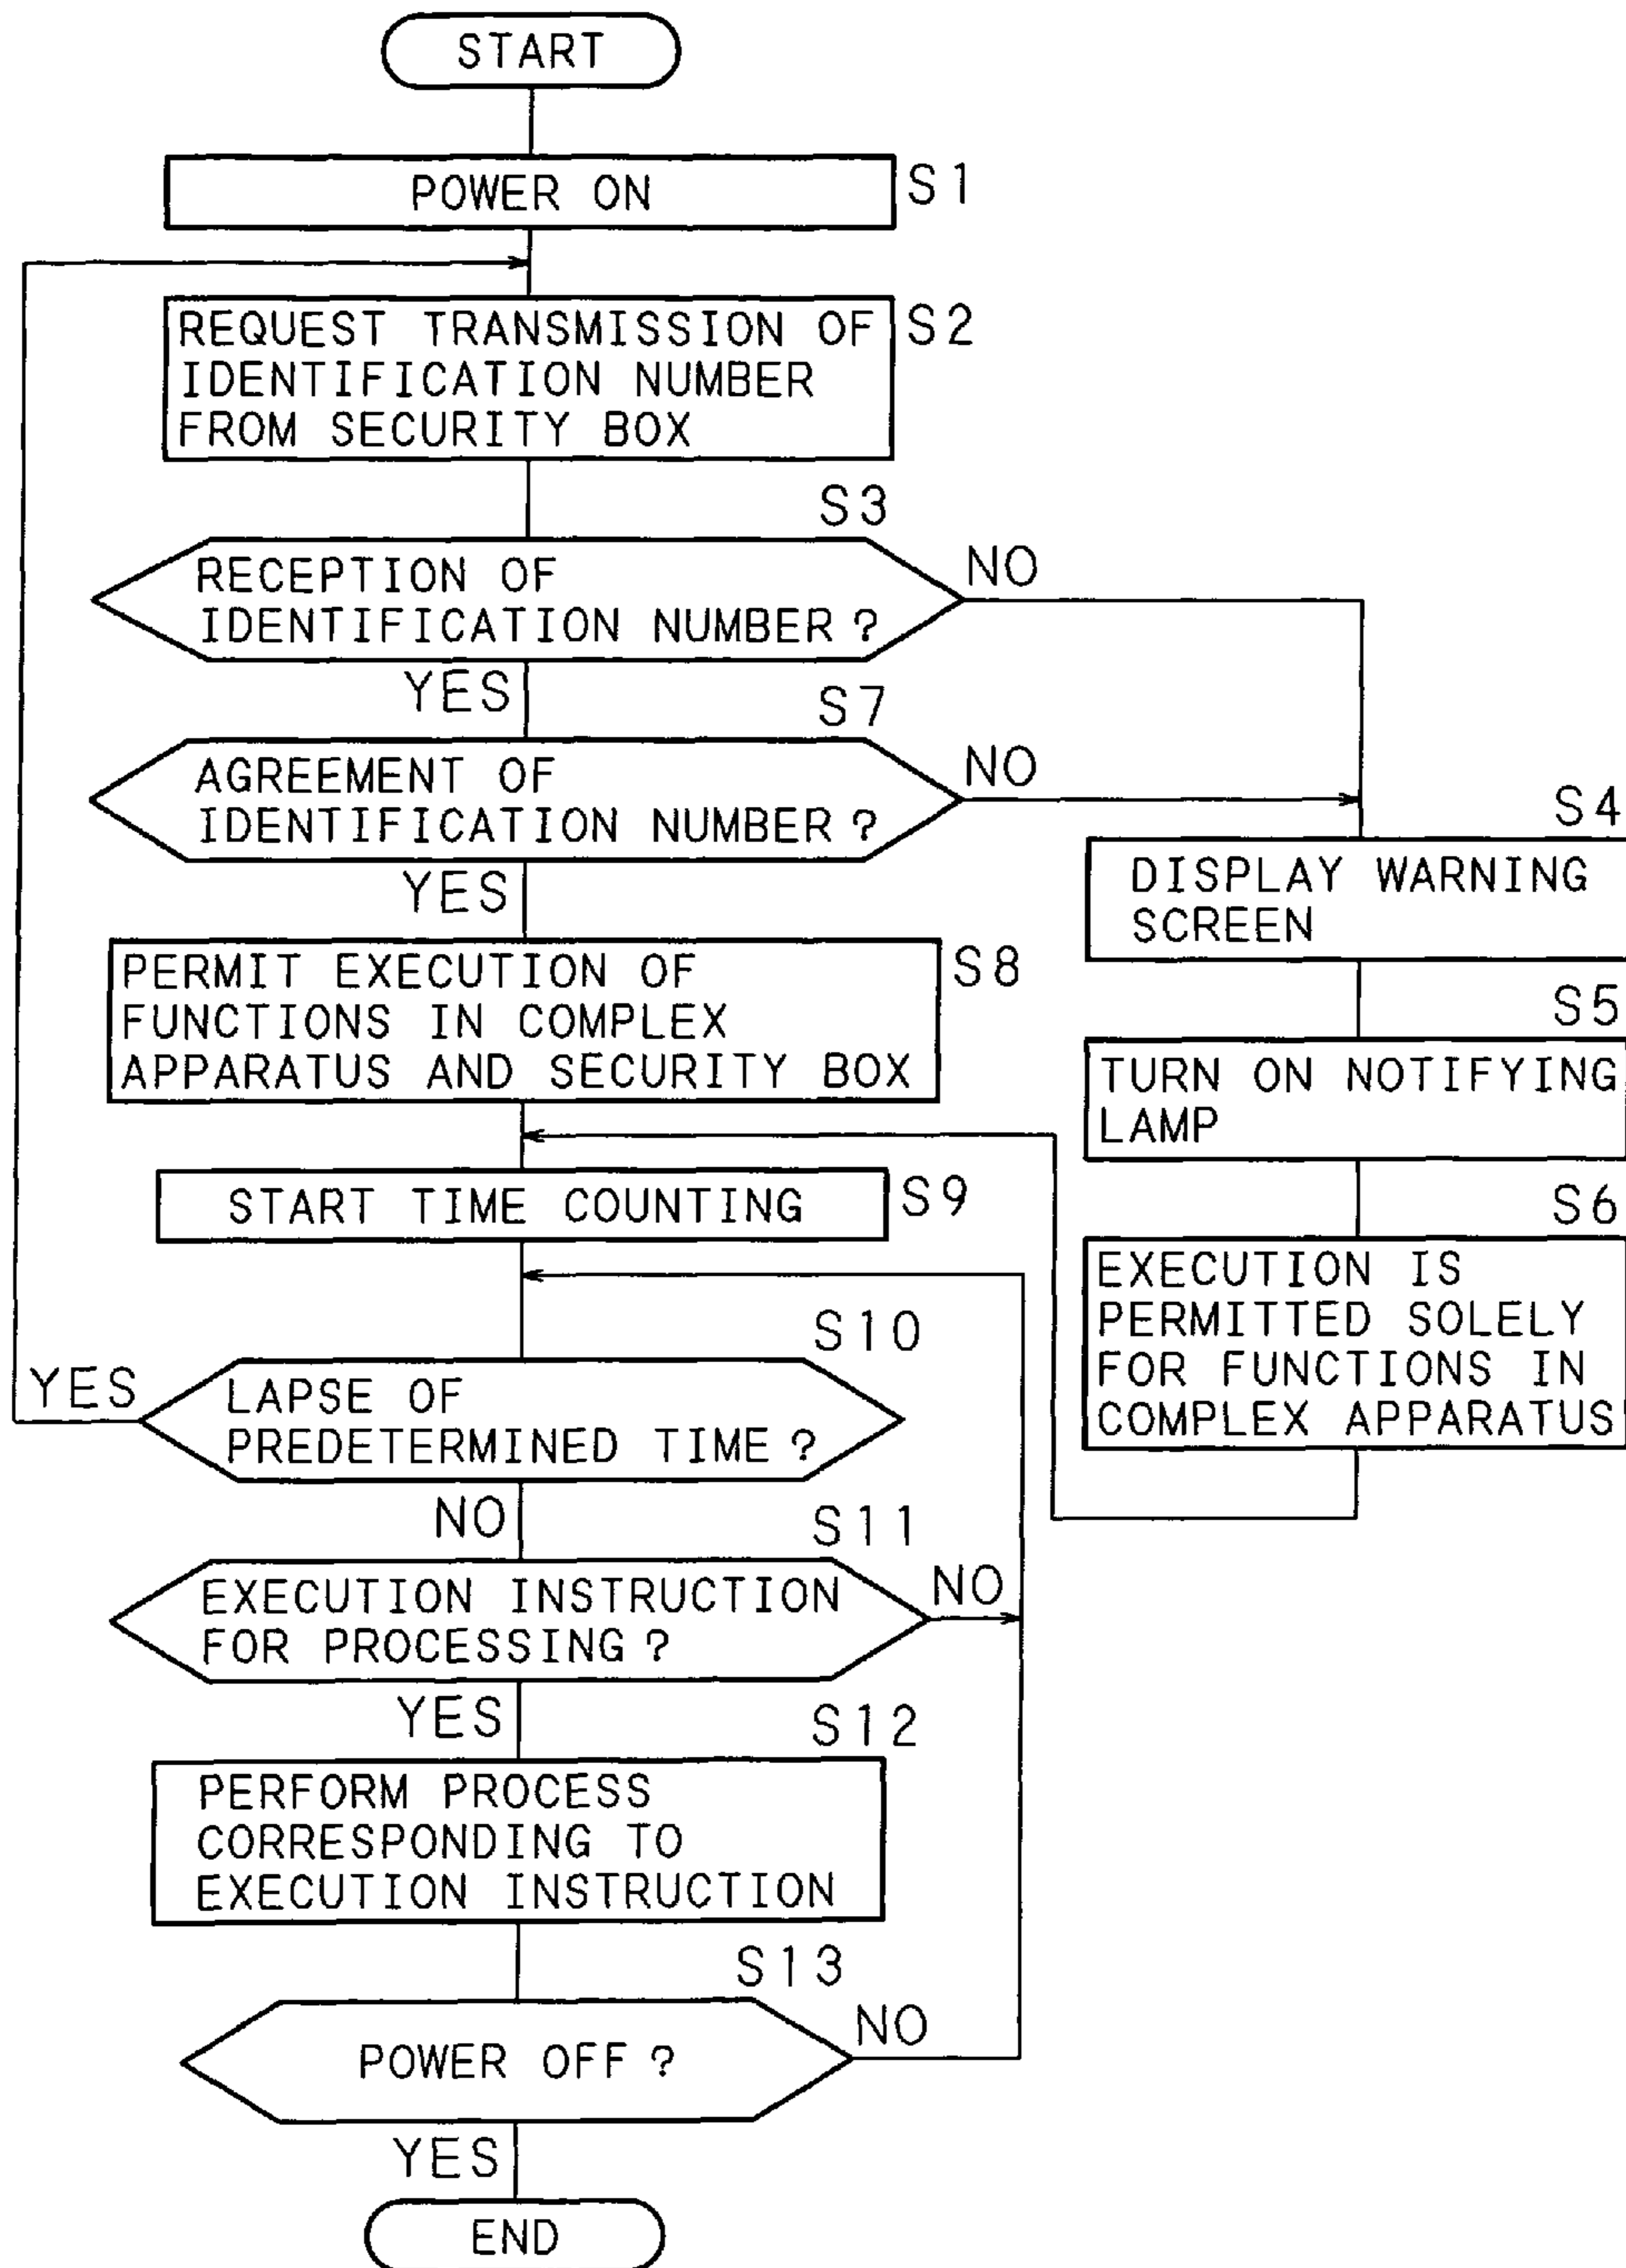 START
POWER ON
S1
REQUEST TRANSMISSION OF
IDENTIFICATION NUMBER
FROM SECURITY BOX
S2
S3
RECEPTION OF
IDENTIFICATION NUMBER?
NO
YES
S7
AGREEMENT OF
IDENTIFICATION NUMBER?
NO
YES
S4
DISPLAY WARNING
SCREEN
S5
TURN ON NOTIFYING
LAMP
S6
EXECUTION IS
PERMITTED SOLELY
FOR FUNCTIONS IN
COMPLEX APPARATUS
PERMIT EXECUTION OF
FUNCTIONS IN COMPLEX
APPARATUS AND SECURITY BOX
S8
START TIME COUNTING
S9
S10
YES
LAPSE OF
PREDETERMINED TIME?
NO
S11
EXECUTION INSTRUCTION
FOR PROCESSING?
NO
YES
S12
PERFORM PROCESS
CORRESPONDING TO
EXECUTION INSTRUCTION
S13
POWER OFF?
NO
YES
END